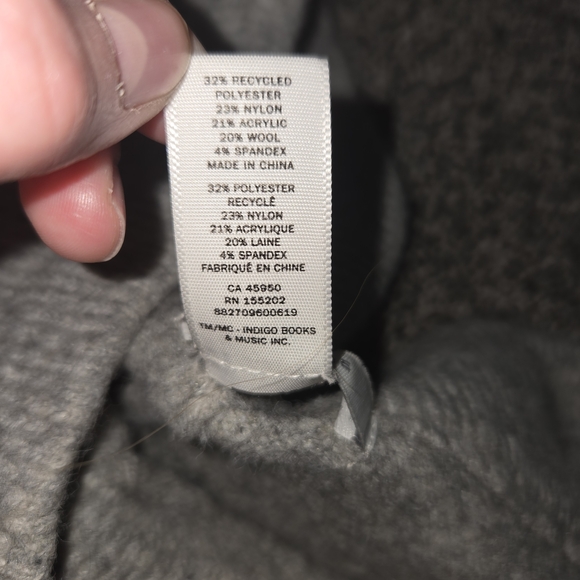 32% RECYCLED
POLYESTER
23% NYLON
21% ACRYLIC
20% WOOL
4% SPANDEX
MADE IN CHINA
32% POLYESTER
RECYCLÉ
23% NYLON
21% ACRYLIQUE
20% LAINE
4% SPANDEX
FABRIQUÉ EN CHINE
CA 45950
RN 155202
882709600619
TM/MC - INDIGO BOOKS
& MUSIC INC.